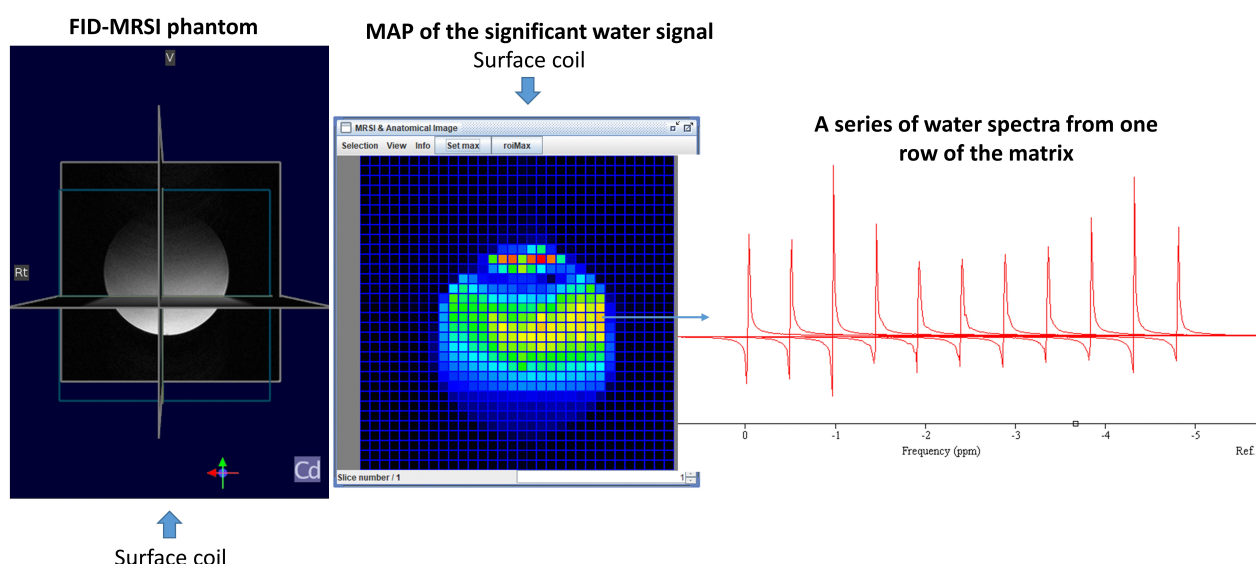 FID-MRSI phantom
V
Rt
Cd
Surface coil
MAP of the significant water signal
Surface coil
MRSI & Anatomical Image
Selection View Info Set max roiMax
Slice number / 1
1
A series of water spectra from one
row of the matrix
0 -1 -2 -3 -4 -5
Frequency (ppm)
Ref.